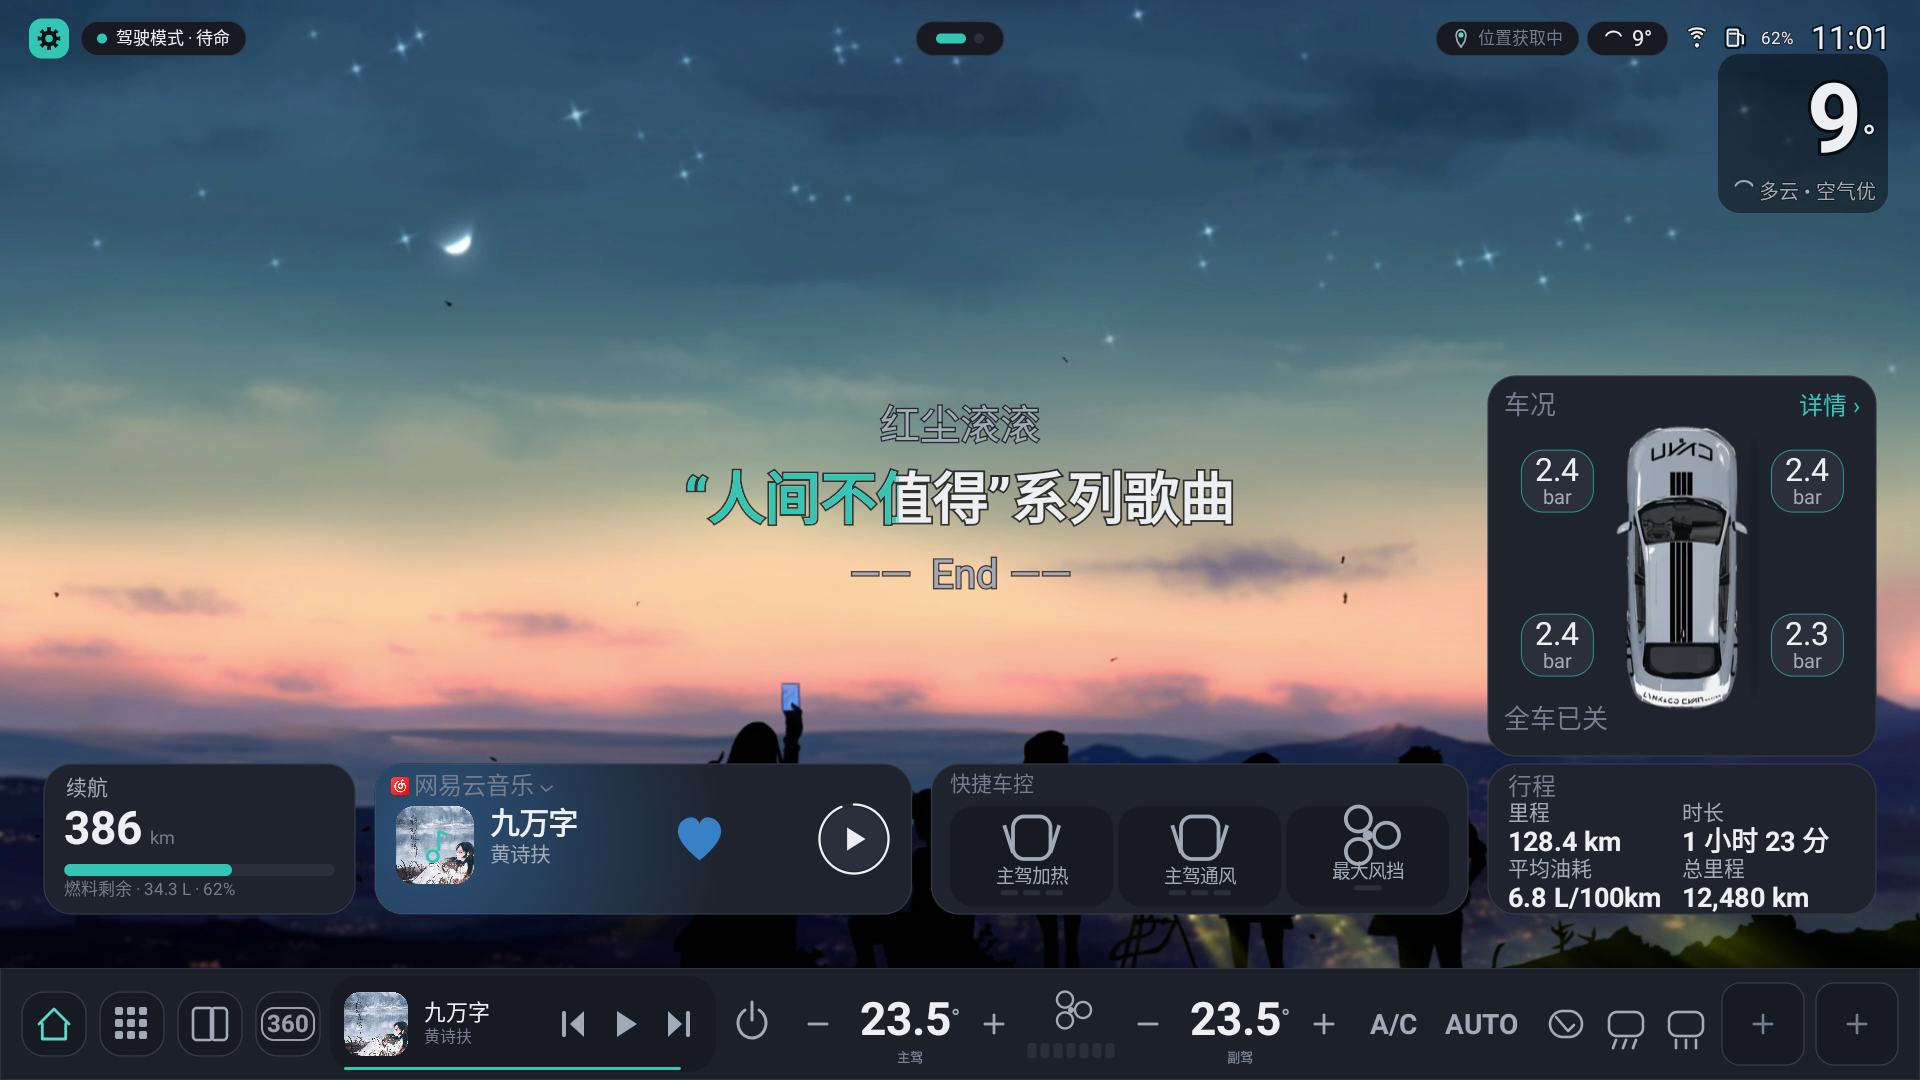 驾驶模式 · 待命
位置获取中
9°
62%
11:01
9°
多云 • 空气优
红尘滚滚
“人间不值得”系列歌曲
—— End ——
车况
详情 ›
2.4
bar
2.4
bar
2.4
bar
2.3
bar
全车已关
续航
386 km
燃料剩余 · 34.3 L · 62%
网易云音乐
九万字
黄诗扶
快捷车控
主驾加热
主驾通风
最大风挡
行程
里程
时长
128.4 km
1 小时 23 分
平均油耗
总里程
6.8 L/100km
12,480 km
360
九万字
黄诗扶
23.5°
主驾
23.5°
副驾
A/C
AUTO